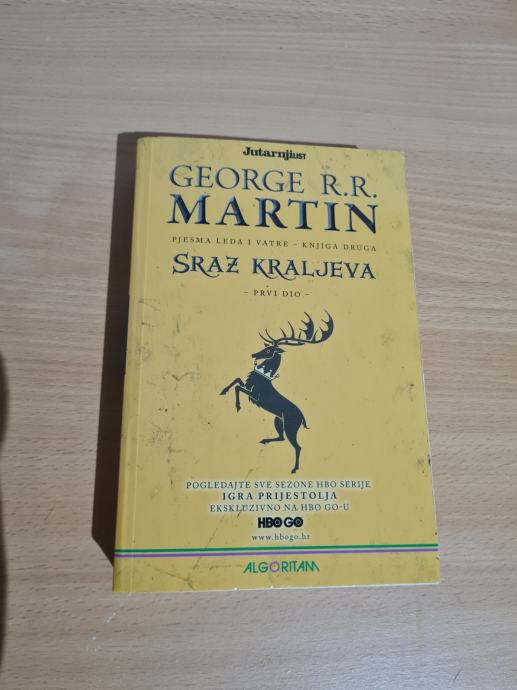 Jutarnji LIST
GEORGE R.R.
MARTIN
PJESMA LEDA I VATRE – KNJIGA DRUGA
SRAZ KRALJEVA
– PRVI DIO –
POGLEDAJTE SVE SEZONE HBO SERIJE
IGRA PRIJESTOLJA
EKSKLUZIVNO NA HBO GO-U
HBO GO
www.hbogo.hr
ALGORITAM